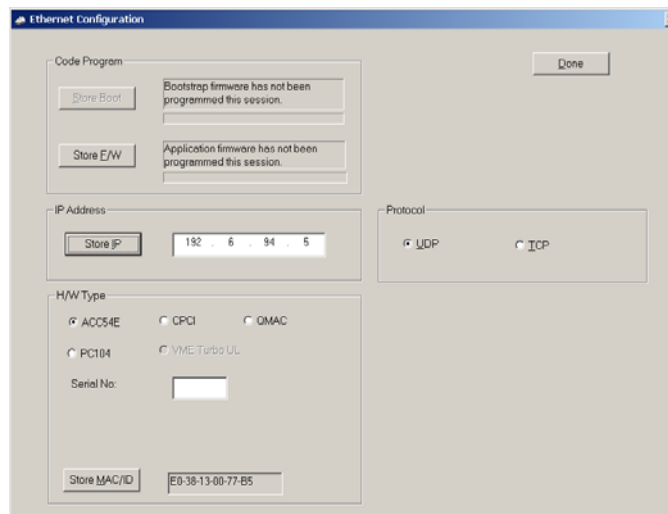 Ethernet Configuration
Code Program
Done
Store Boot
Bootstrap firmware has not been
programmed this session.
Store F/W
Application firmware has not been
programmed this session.
IP Address
Store IP
192 . 6 . 94 . 5
Protocol
UDP
TCP
H/W Type
ACC54E
CPCI
QMAC
PC104
VME Turbo UL
Serial No:
Store MAC/ID
E0-38-13-00-77-B5